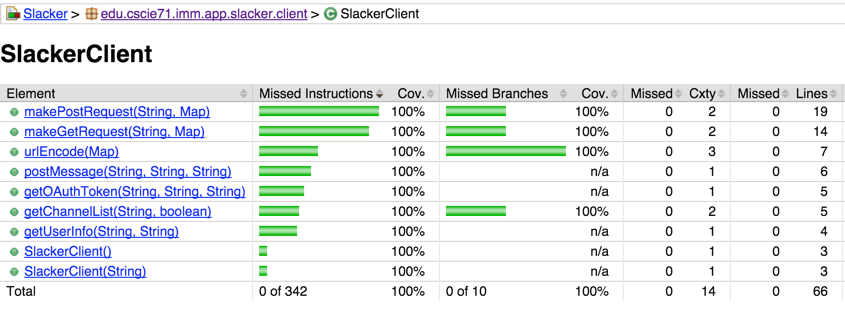 Slacker > edu.cscie71.imm.app.slacker.client > SlackerClient
SlackerClient
Element Missed Instructions Cov. Missed Branches Cov. Missed Cxty Missed Lines
makePostRequest(String, Map) 100% 100% 0 2 0 19
makeGetRequest(String, Map) 100% 100% 0 2 0 14
urlEncode(Map) 100% 100% 0 3 0 7
postMessage(String, String, String) 100% n/a 0 1 0 6
getOAuthToken(String, String, String) 100% n/a 0 1 0 5
getChannelList(String, boolean) 100% 100% 0 2 0 5
getUserInfo(String, String) 100% n/a 0 1 0 4
SlackerClient() 100% n/a 0 1 0 3
SlackerClient(String) 100% n/a 0 1 0 3
Total 0 of 342 100% 0 of 10 100% 0 14 0 66